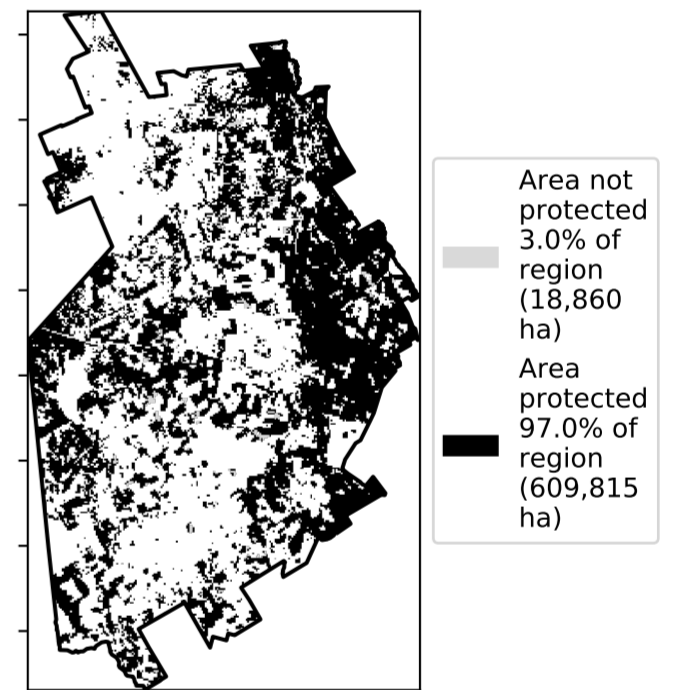 Area not
protected
3.0% of
region
(18,860
ha)
Area
protected
97.0% of
region
(609,815
ha)